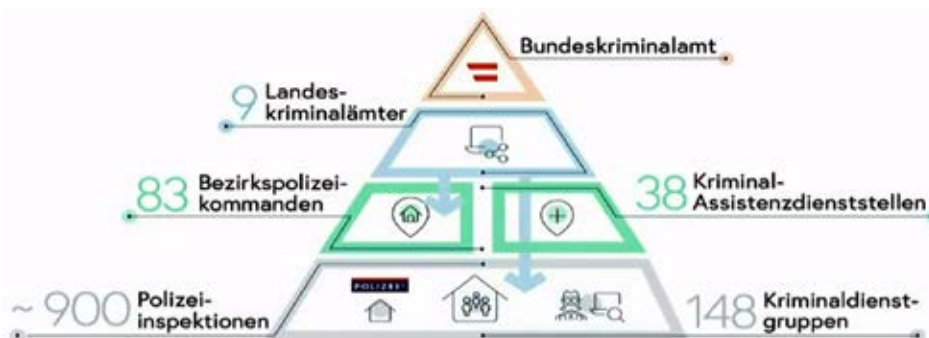 Bundeskriminalamt
9 Landes-
kriminalämter
83 Bezirkspolizei-
kommanden
38 Kriminal-
Assistenzdienststellen
~ 900 Polizei-
inspektionen
POLIZEI
148 Kriminaldienst-
gruppen